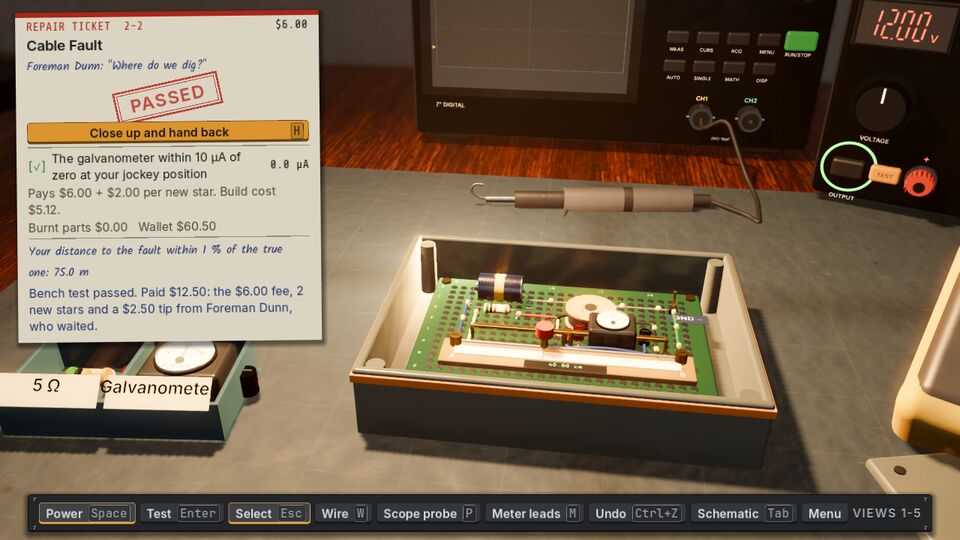 REPAIR TICKET 2-2 $6.00
Cable Fault
Foreman Dunn: "Where do we dig?"
PASSED
Close up and hand back H
[✓] The galvanometer within 10 µA of 0.0 µA
zero at your jockey position
Pays $6.00 + $2.00 per new star. Build cost
$5.12.
Burnt parts $0.00 Wallet $60.50
Your distance to the fault within 1 % of the true
one: 75.0 m
Bench test passed. Paid $12.50: the $6.00 fee, 2
new stars and a $2.50 tip from Foreman Dunn,
who waited.
7" DIGITAL
MEAS CURS ACQ MENU RUN/STOP
AUTO SINGLE MATH DISP
CH1 CH2
12.00 V
VOLTAGE
TEST
+
OUTPUT
GND
40.00 cm
5 Ω
Galvanomete
Power Space Test Enter Select Esc Wire W Scope probe P Meter leads M Undo Ctrl+Z Schematic Tab Menu VIEWS 1-5